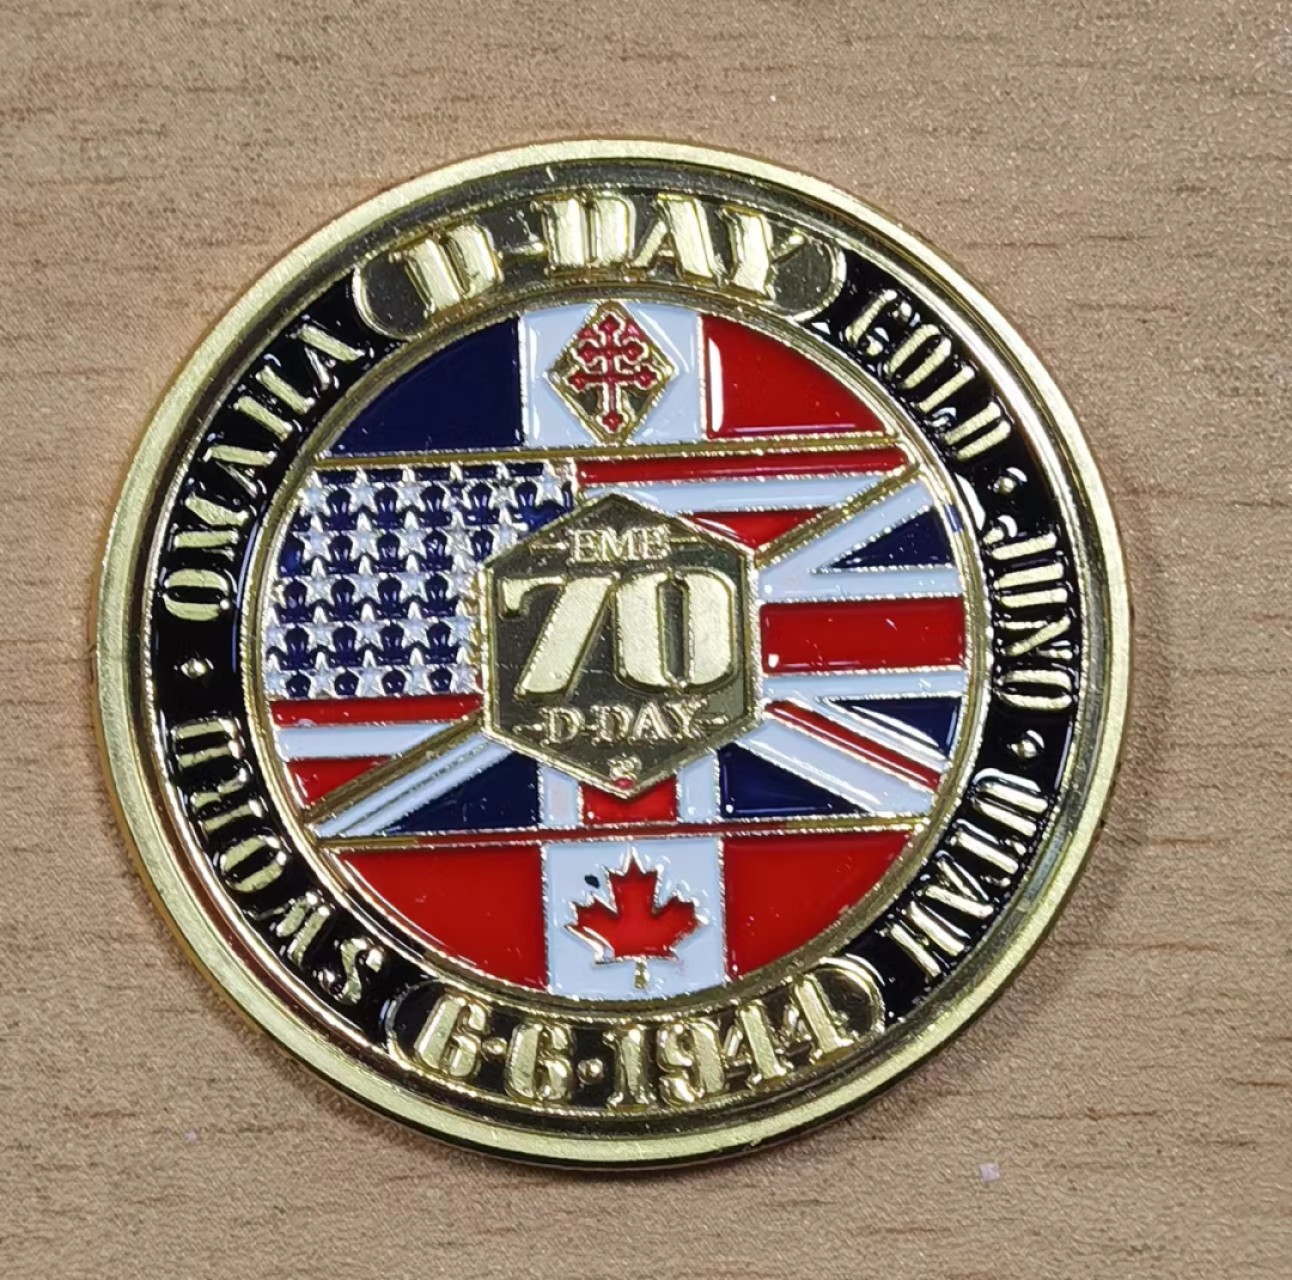 D-DAY
SWORD · OMAHA
GOLD · JUNO · UTAH
-EME-
70
-D-DAY-
6·6·1944